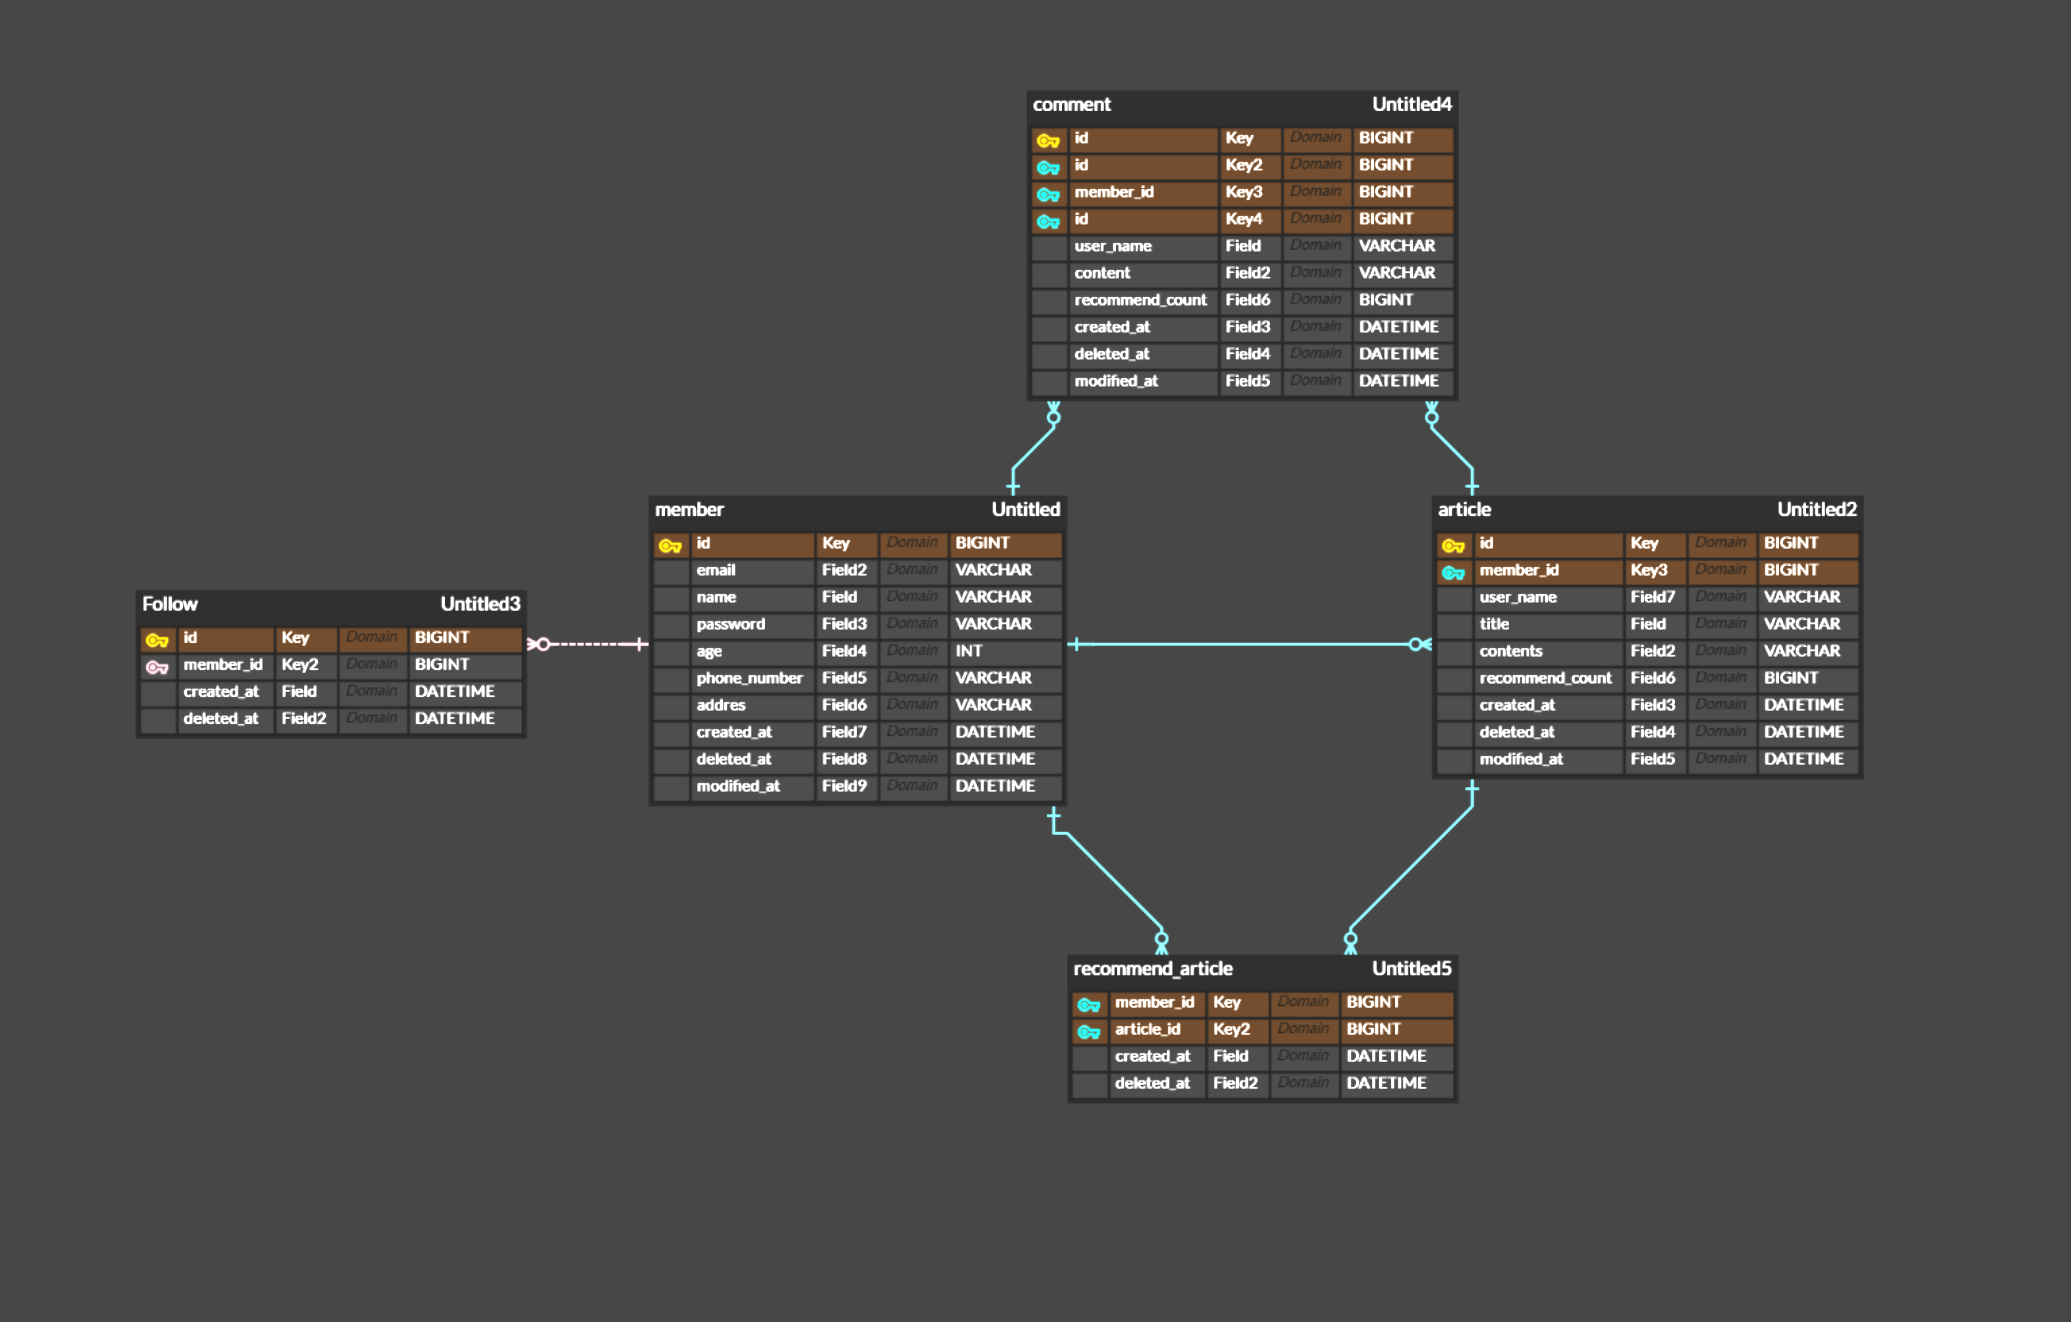 comment Untitled4
id Key Domain BIGINT
id Key2 Domain BIGINT
member_id Key3 Domain BIGINT
id Key4 Domain BIGINT
user_name Field Domain VARCHAR
content Field2 Domain VARCHAR
recommend_count Field6 Domain BIGINT
created_at Field3 Domain DATETIME
deleted_at Field4 Domain DATETIME
modified_at Field5 Domain DATETIME
member Untitled
id Key Domain BIGINT
email Field2 Domain VARCHAR
name Field Domain VARCHAR
password Field3 Domain VARCHAR
age Field4 Domain INT
phone_number Field5 Domain VARCHAR
addres Field6 Domain VARCHAR
created_at Field7 Domain DATETIME
deleted_at Field8 Domain DATETIME
modified_at Field9 Domain DATETIME
article Untitled2
id Key Domain BIGINT
member_id Key3 Domain BIGINT
user_name Field7 Domain VARCHAR
title Field Domain VARCHAR
contents Field2 Domain VARCHAR
recommend_count Field6 Domain BIGINT
created_at Field3 Domain DATETIME
deleted_at Field4 Domain DATETIME
modified_at Field5 Domain DATETIME
Follow Untitled3
id Key Domain BIGINT
member_id Key2 Domain BIGINT
created_at Field Domain DATETIME
deleted_at Field2 Domain DATETIME
recommend_article Untitled5
member_id Key Domain BIGINT
article_id Key2 Domain BIGINT
created_at Field Domain DATETIME
deleted_at Field2 Domain DATETIME